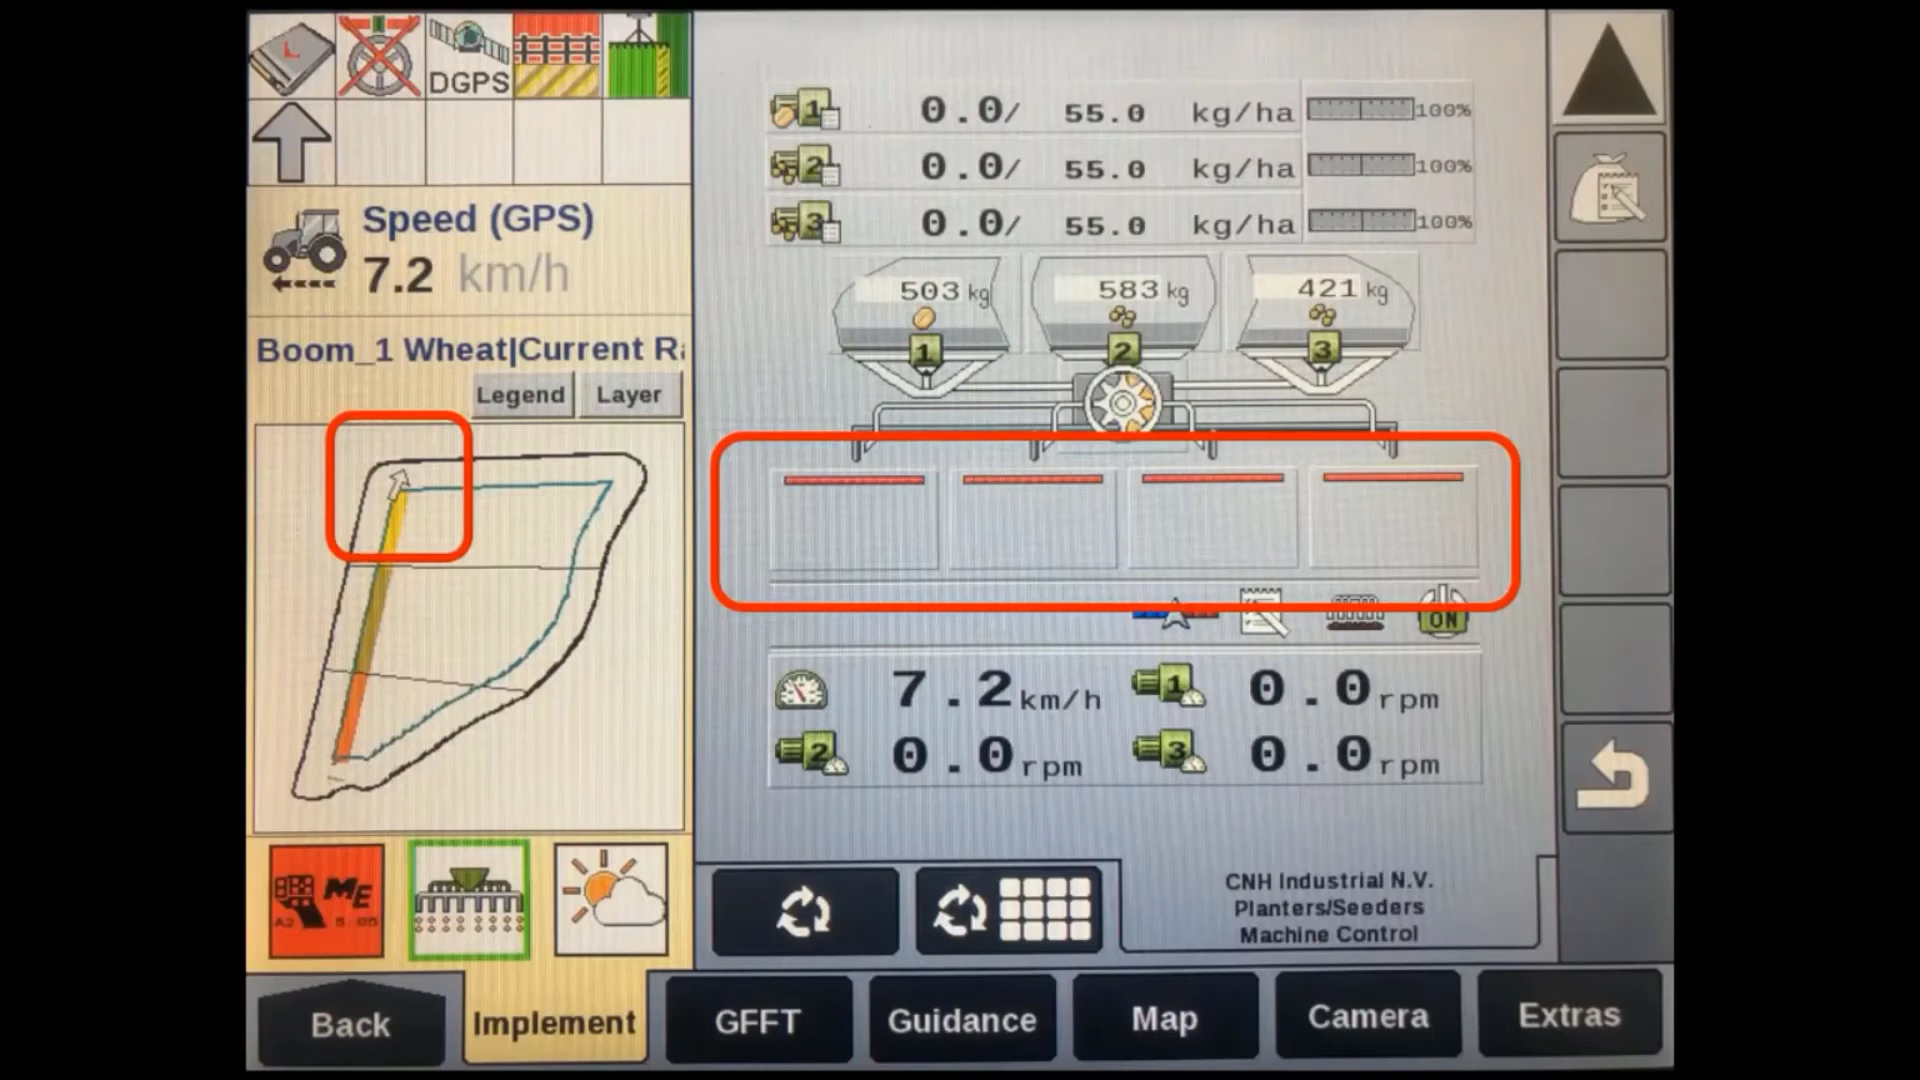 DGPS
Speed (GPS)
7.2 km/h
Boom_1 Wheat|Current Ra
Legend
Layer
1
0.0/ 55.0 kg/ha
100%
2
0.0/ 55.0 kg/ha
100%
3
0.0/ 55.0 kg/ha
100%
503 kg
583 kg
421 kg
1
2
3
ON
7.2 km/h
1
0.0 rpm
2
0.0 rpm
3
0.0 rpm
ME
CNH Industrial N.V.
Planters/Seeders
Machine Control
Back
Implement
GFFT
Guidance
Map
Camera
Extras